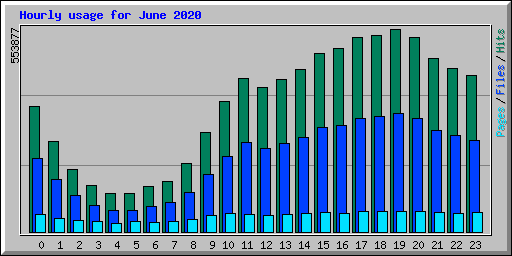 Hourly usage for June 2020
553877
Pages/Files/Hits
0 1 2 3 4 5 6 7 8 9 10 11 12 13 14 15 16 17 18 19 20 21 22 23